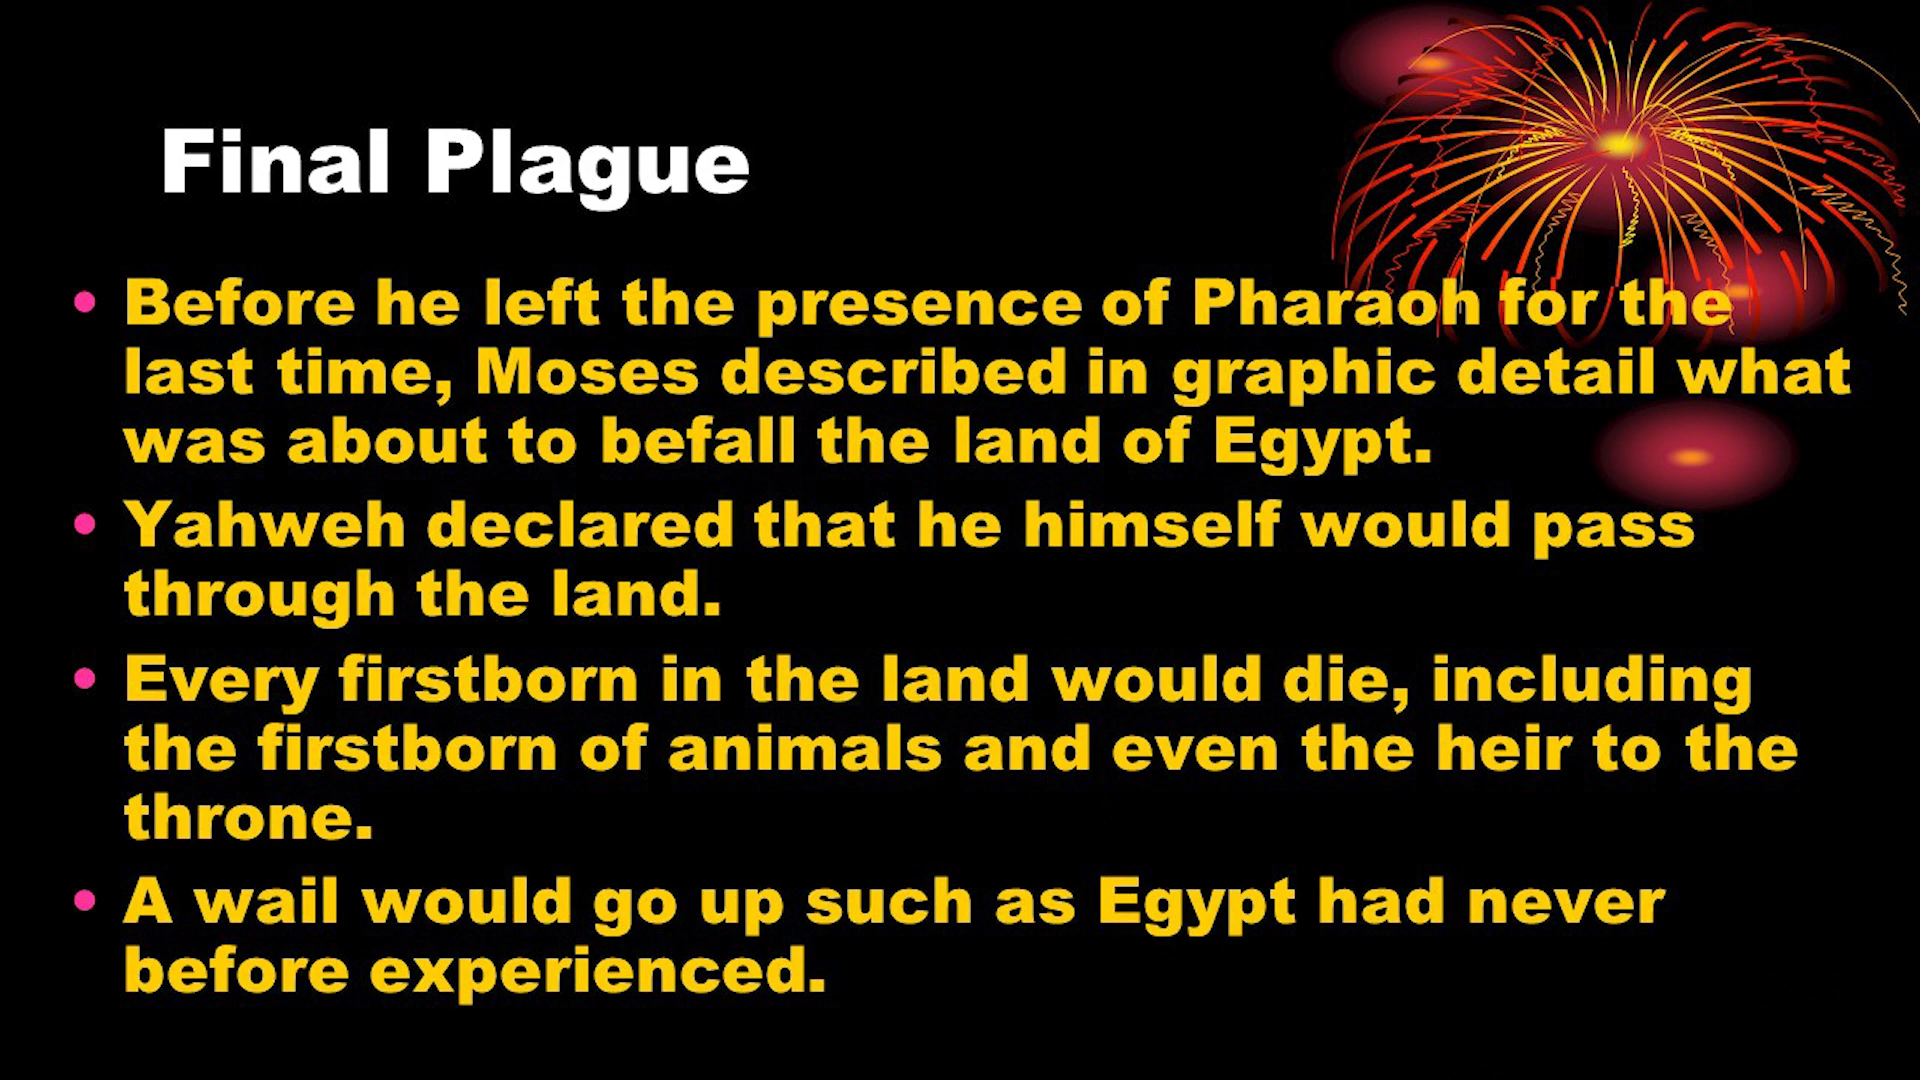 Final Plague
• Before he left the presence of Pharaoh for the
last time, Moses described in graphic detail what
was about to befall the land of Egypt.
• Yahweh declared that he himself would pass
through the land.
• Every firstborn in the land would die, including
the firstborn of animals and even the heir to the
throne.
• A wail would go up such as Egypt had never
before experienced.